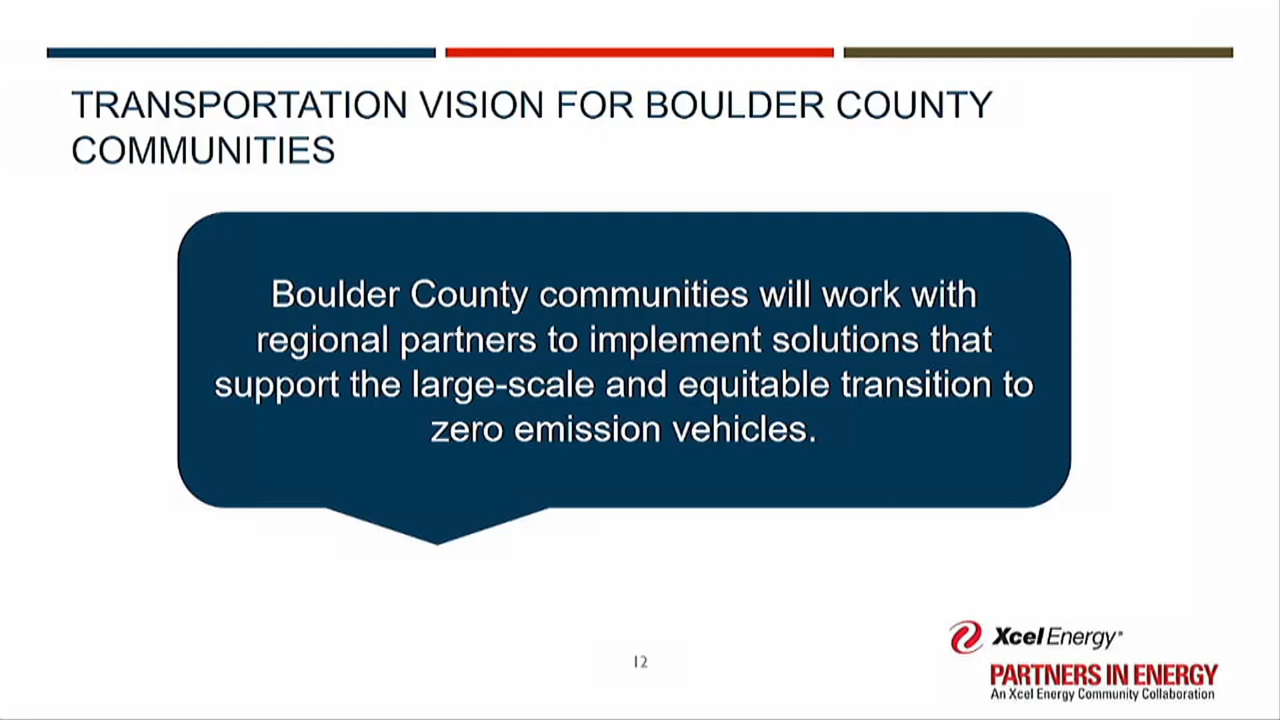 TRANSPORTATION VISION FOR BOULDER COUNTY
COMMUNITIES
Boulder County communities will work with
regional partners to implement solutions that
support the large-scale and equitable transition to
zero emission vehicles.
12
Xcel Energy®
PARTNERS IN ENERGY
An Xcel Energy Community Collaboration